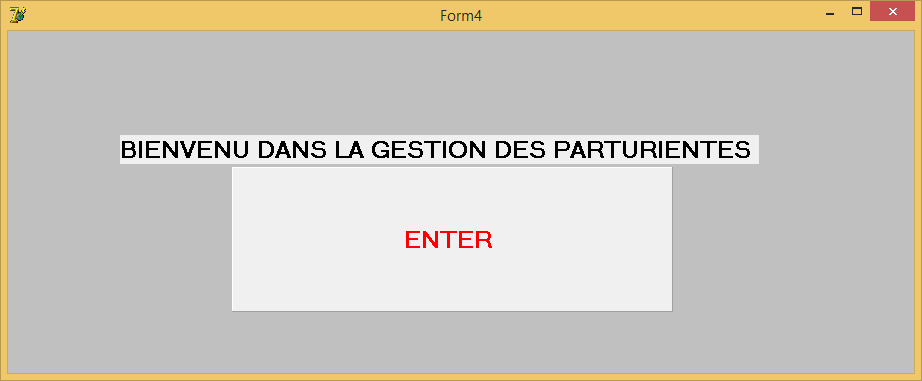 Form4
BIENVENU DANS LA GESTION DES PARTURIENTES
ENTER